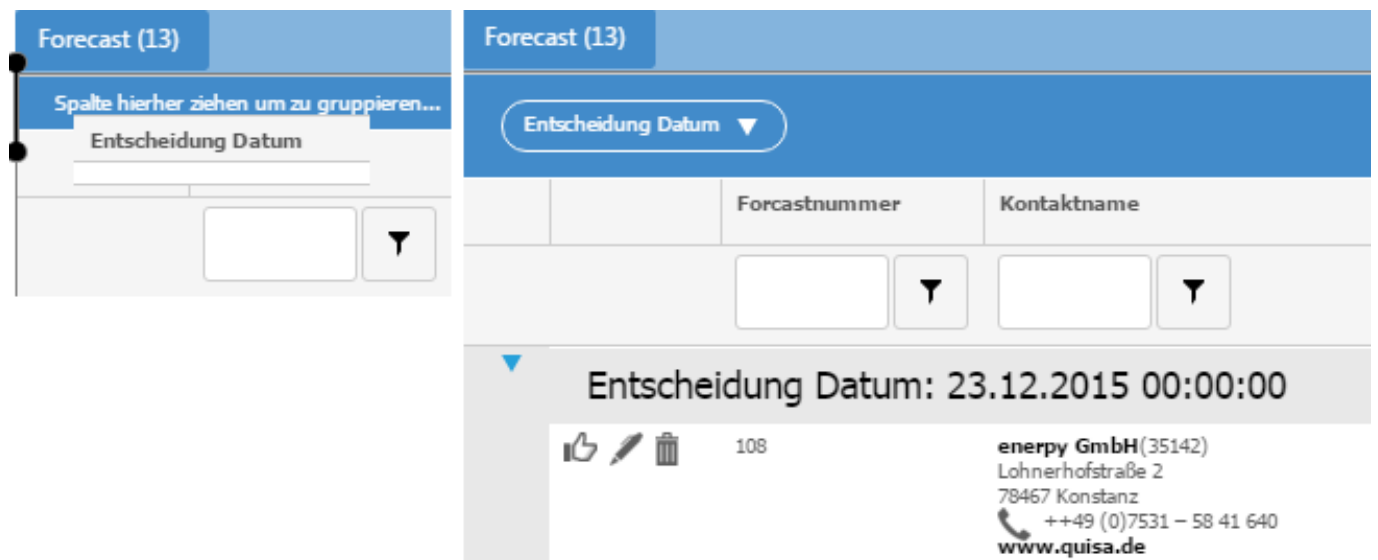 Forecast (13)
Spalte hierher ziehen um zu gruppieren...
Entscheidung Datum
Forecast (13)
Entscheidung Datum
Forcastnummer Kontaktname
Entscheidung Datum: 23.12.2015 00:00:00
108 enerpy GmbH(35142)
Lohnerhofstraße 2
78467 Konstanz
++49 (0)7531 – 58 41 640
www.quisa.de